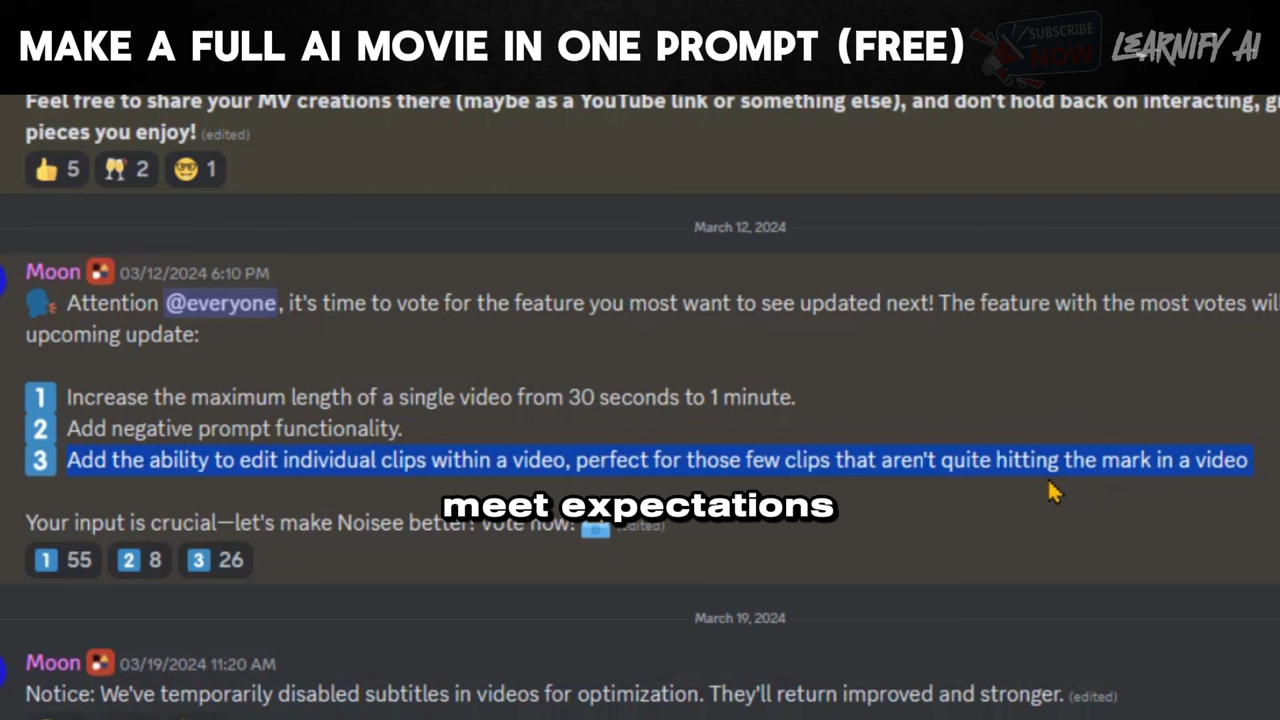 MAKE A FULL AI MOVIE IN ONE PROMPT (FREE)
SUBSCRIBE
NOW
LEARNIFY AI
Feel free to share your MV creations there (maybe as a YouTube link or something else), and don't hold back on interacting,
pieces you enjoy! (edited)
5 2 1
March 12, 2024
Moon 03/12/2024 6:10 PM
Attention @everyone, it's time to vote for the feature you most want to see updated next! The feature with the most votes will
upcoming update:
1 Increase the maximum length of a single video from 30 seconds to 1 minute.
2 Add negative prompt functionality.
3 Add the ability to edit individual clips within a video, perfect for those few clips that aren't quite hitting the mark in a video
meet expectations
Your input is crucial—let's make Noisee better! Vote now! (edited)
1 55 2 8 3 26
March 19, 2024
Moon 03/19/2024 11:20 AM
Notice: We've temporarily disabled subtitles in videos for optimization. They'll return improved and stronger. (edited)